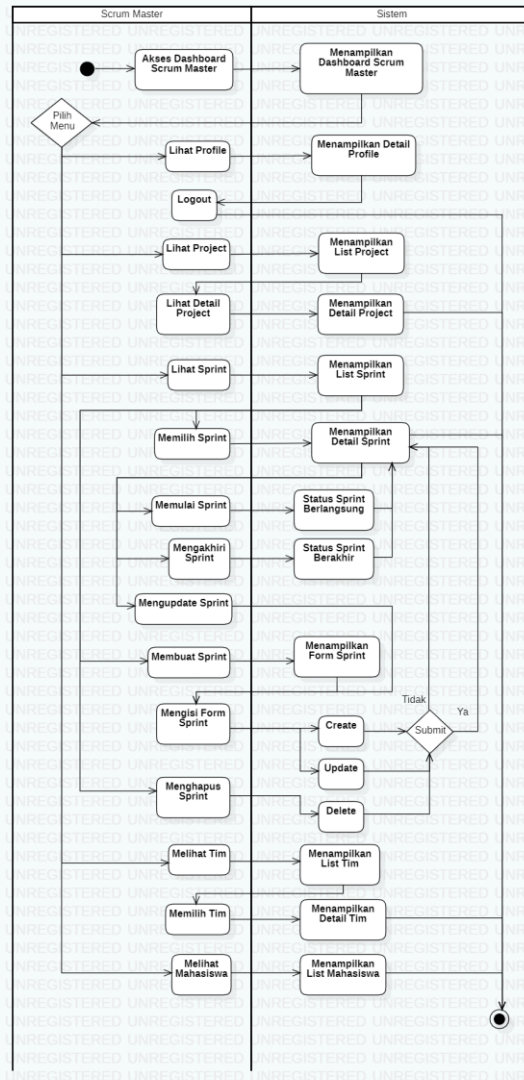 Scrum Master
Sistem
Akses Dashboard
Scrum Master
Menampilkan
Dashboard Scrum
Master
Pilih
Menu
Lihat Profile
Menampilkan Detail
Profile
Logout
Lihat Project
Menampilkan
List Project
Lihat Detail
Project
Menampilkan
Detail Project
Lihat Sprint
Menampilkan
List Sprint
Memilih Sprint
Menampilkan
Detail Sprint
Memulai Sprint
Status Sprint
Berlangsung
Mengakhiri
Sprint
Status Sprint
Berakhir
Mengupdate Sprint
Membuat Sprint
Menampilkan
Form Sprint
Mengisi Form
Sprint
Create
Tidak
Submit
Ya
Update
Menghapus
Sprint
Delete
Melihat Tim
Menampilkan
List Tim
Memilih Tim
Menampilkan
Detail Tim
Melihat
Mahasiswa
Menampilkan
List Mahasiswa
UNREGISTERED UNREGISTERED UNREGISTERED UNREGISTERED